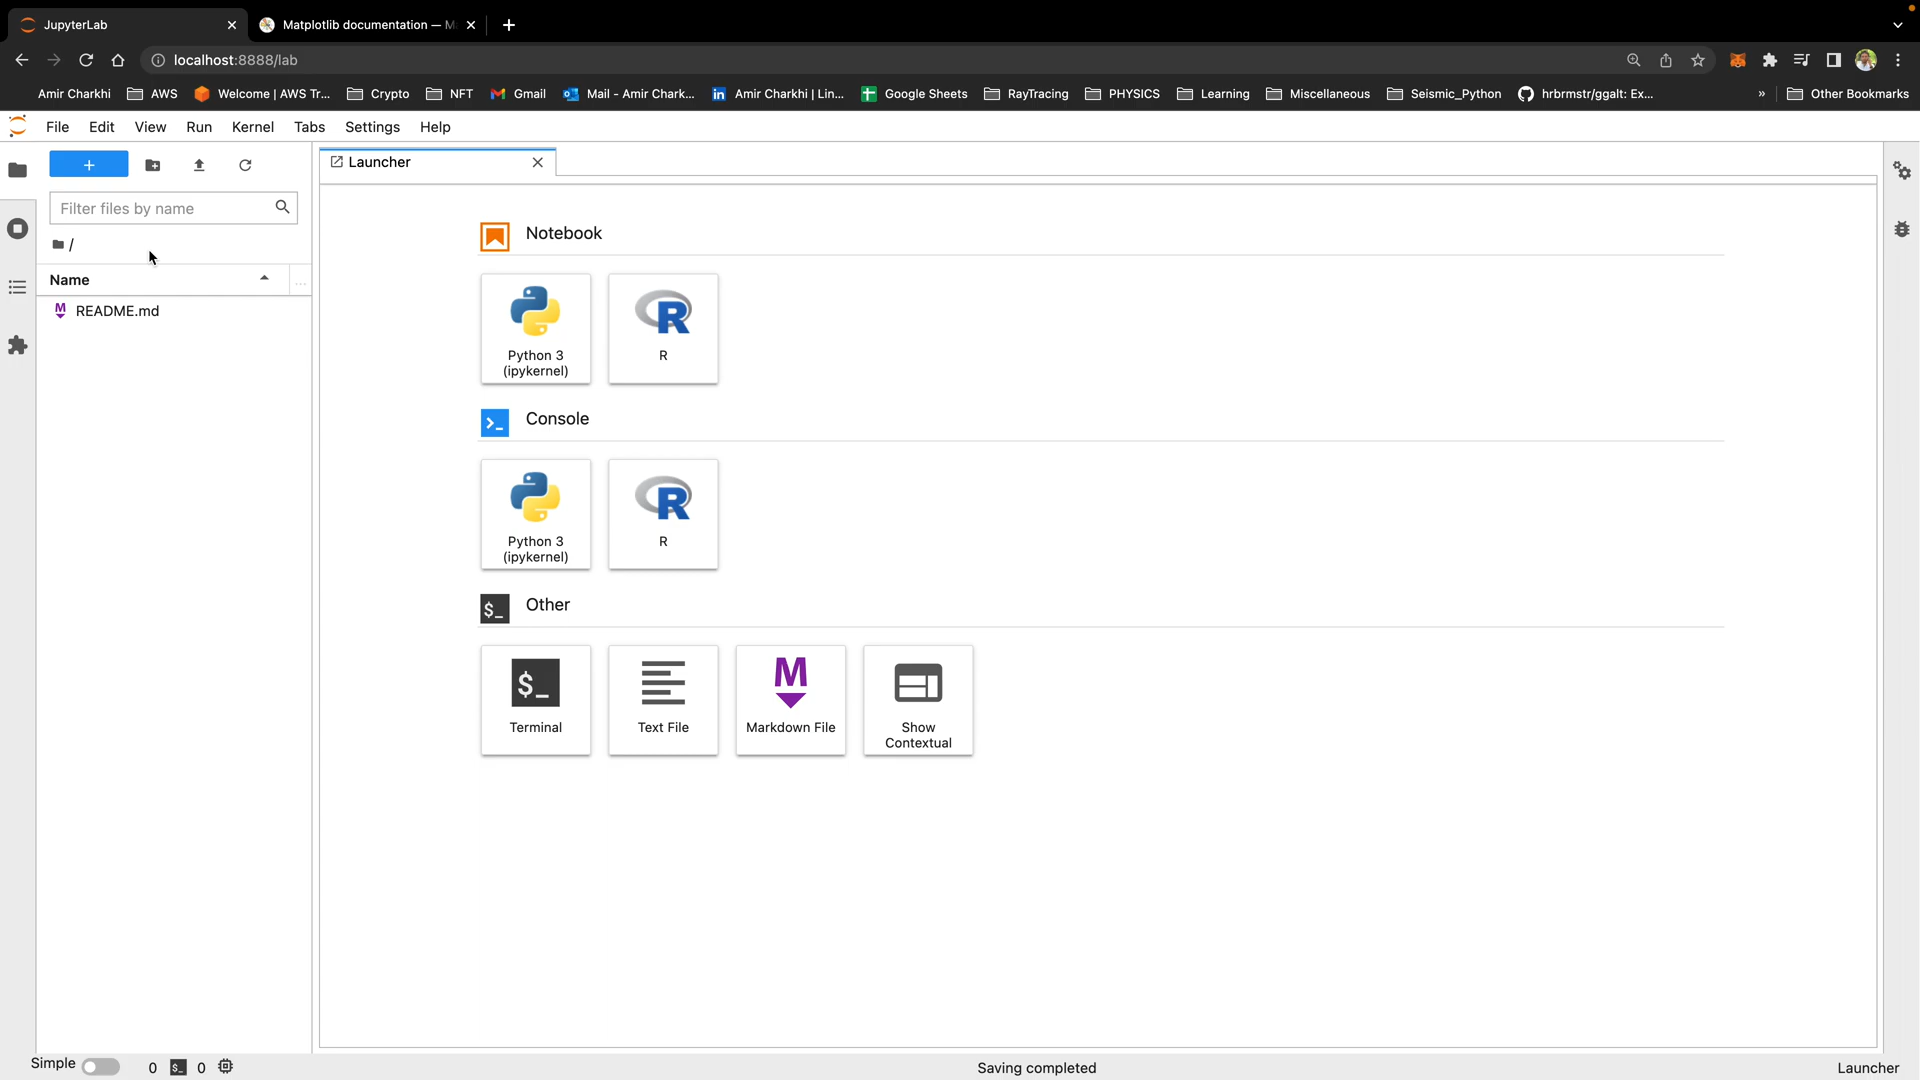 JupyterLab
Matplotlib documentation — M
localhost:8888/lab
Amir Charkhi AWS Welcome | AWS Tr... Crypto NFT Gmail Mail - Amir Chark... Amir Charkhi | Lin... Google Sheets RayTracing PHYSICS Learning Miscellaneous Seismic_Python hrbrmstr/ggalt: Ex... » Other Bookmarks
File Edit View Run Kernel Tabs Settings Help
+
Launcher
Filter files by name
/
Name
...
README.md
Notebook
Python 3
(ipykernel)
R
Console
Python 3
(ipykernel)
R
$_ Other
$_
Terminal
Text File
M
Markdown File
Show
Contextual
Simple 0 $_ 0 Saving completed Launcher